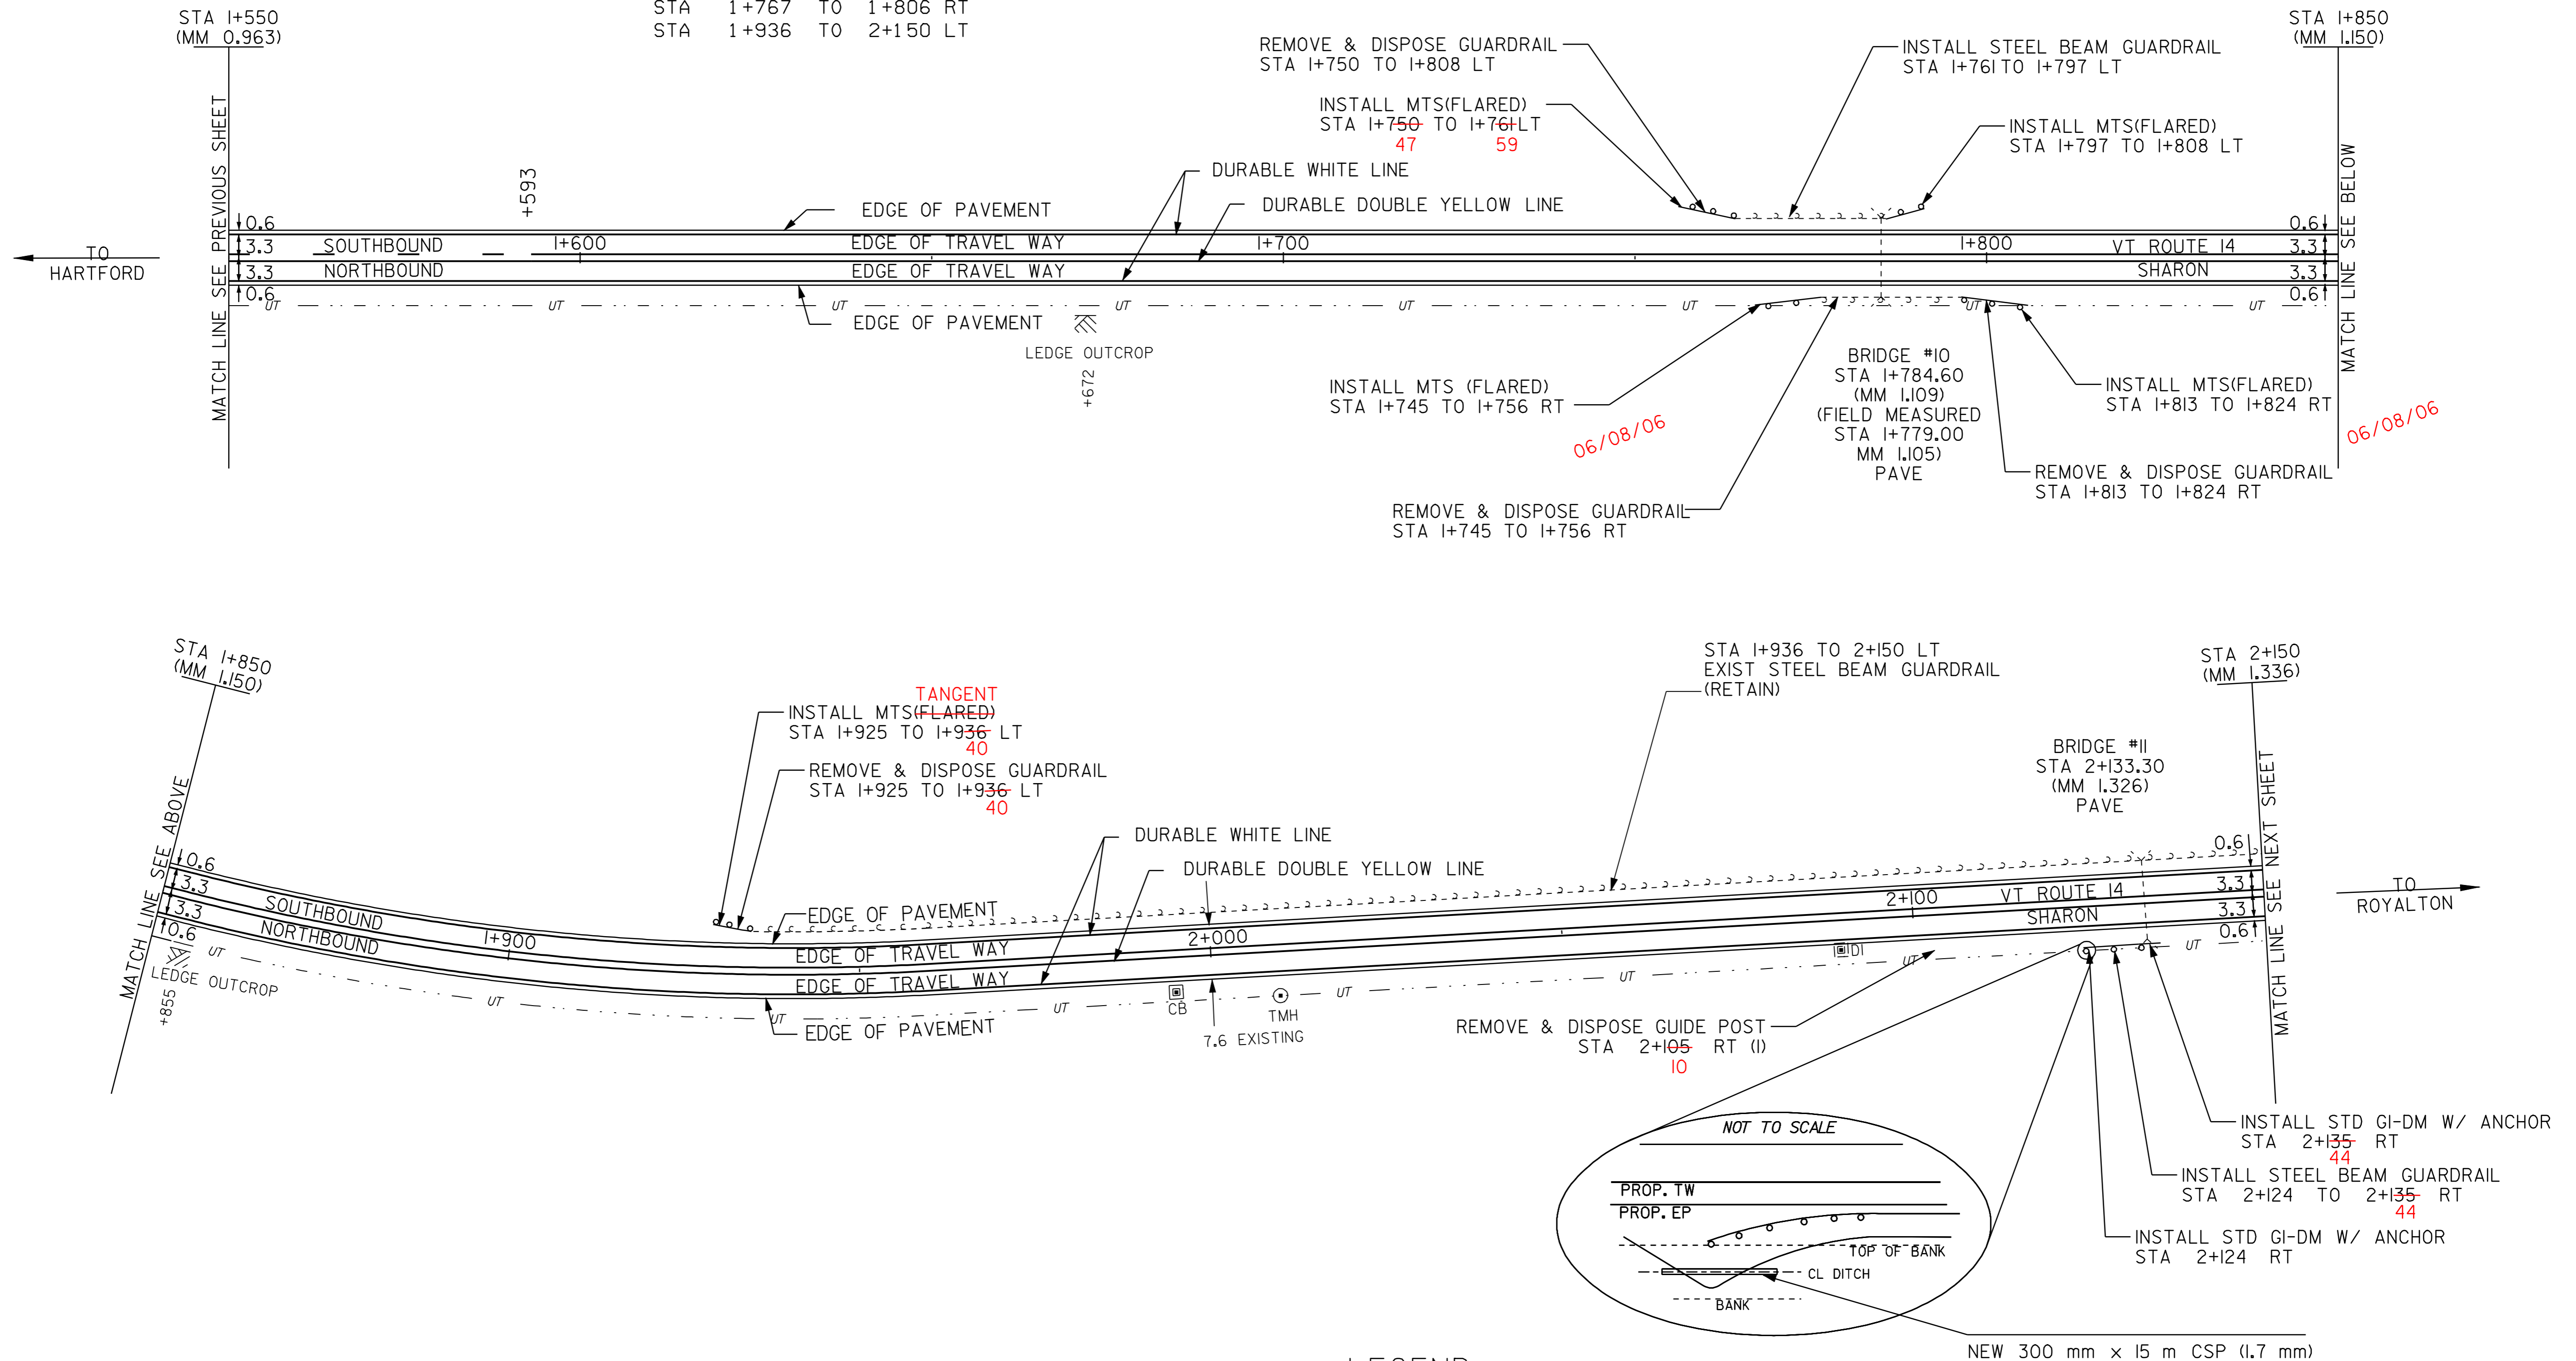 STA 1+767 TO 1+806 RT
STA 1+936 TO 2+150 LT
STA 1+550
(MM 0.963)
STA 1+850
(MM 1.150)
REMOVE & DISPOSE GUARDRAIL
STA 1+750 TO 1+808 LT
INSTALL STEEL BEAM GUARDRAIL
STA 1+761 TO 1+797 LT
INSTALL MTS(FLARED)
STA 1+750 TO 1+761 LT
47 59
INSTALL MTS(FLARED)
STA 1+797 TO 1+808 LT
MATCH LINE SEE PREVIOUS SHEET
+593
DURABLE WHITE LINE
EDGE OF PAVEMENT
DURABLE DOUBLE YELLOW LINE
MATCH LINE SEE BELOW
TO
HARTFORD
0.6
3.3
3.3
0.6
SOUTHBOUND
NORTHBOUND
1+600
EDGE OF TRAVEL WAY
EDGE OF TRAVEL WAY
1+700
1+800
VT ROUTE 14
SHARON
0.6
3.3
3.3
0.6
UT UT UT UT UT UT UT UT
EDGE OF PAVEMENT
LEDGE OUTCROP
+672
INSTALL MTS (FLARED)
STA 1+745 TO 1+756 RT
06/08/06
BRIDGE #10
STA 1+784.60
(MM 1.109)
(FIELD MEASURED
STA 1+779.00
MM 1.105)
PAVE
INSTALL MTS(FLARED)
STA 1+813 TO 1+824 RT
06/08/06
REMOVE & DISPOSE GUARDRAIL
STA 1+813 TO 1+824 RT
REMOVE & DISPOSE GUARDRAIL
STA 1+745 TO 1+756 RT
STA 1+850
(MM 1.150)
STA 1+936 TO 2+150 LT
EXIST STEEL BEAM GUARDRAIL
(RETAIN)
STA 2+150
(MM 1.336)
TANGENT
INSTALL MTS(FLARED)
STA 1+925 TO 1+936 LT
40
REMOVE & DISPOSE GUARDRAIL
STA 1+925 TO 1+936 LT
40
BRIDGE #11
STA 2+133.30
(MM 1.326)
PAVE
MATCH LINE SEE ABOVE
DURABLE WHITE LINE
DURABLE DOUBLE YELLOW LINE
MATCH LINE SEE NEXT SHEET
0.6
3.3
3.3
0.6
SOUTHBOUND
NORTHBOUND
1+900
EDGE OF PAVEMENT
EDGE OF TRAVEL WAY
EDGE OF TRAVEL WAY
2+000
2+100
VT ROUTE 14
SHARON
0.6
3.3
3.3
0.6
TO
ROYALTON
LEDGE OUTCROP
+855
UT UT UT UT UT UT UT UT
EDGE OF PAVEMENT
CB
TMH
DI
7.6 EXISTING
REMOVE & DISPOSE GUIDE POST
STA 2+105 RT (1)
10
INSTALL STD G1-DM W/ ANCHOR
STA 2+135 RT
44
INSTALL STEEL BEAM GUARDRAIL
STA 2+124 TO 2+135 RT
44
INSTALL STD G1-DM W/ ANCHOR
STA 2+124 RT
NOT TO SCALE
PROP. TW
PROP. EP
TOP OF BANK
CL DITCH
BANK
NEW 300 mm x 15 m CSP (1.7 mm)
LEGEND